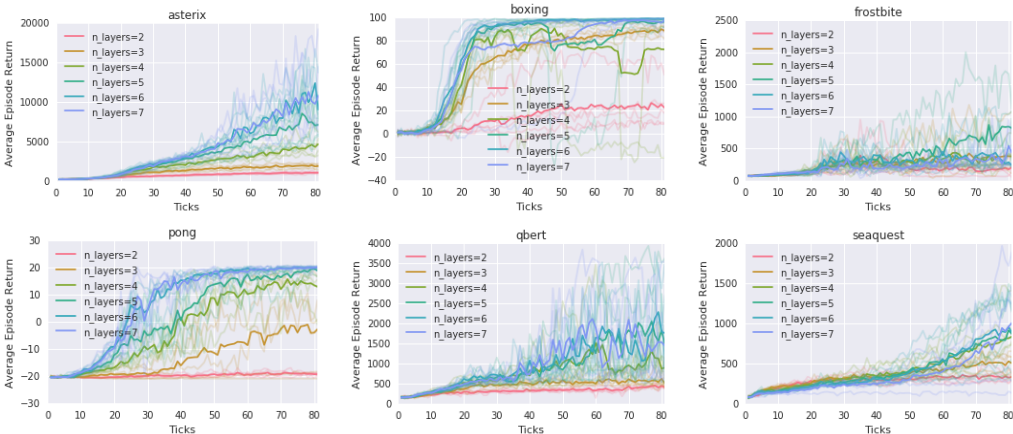 asterix
Average Episode Return
20000
15000
10000
5000
0
n_layers=2
n_layers=3
n_layers=4
n_layers=5
n_layers=6
n_layers=7
0 10 20 30 40 50 60 70 80
Ticks
boxing
Average Episode Return
100
80
60
40
20
0
−20
−40
n_layers=2
n_layers=3
n_layers=4
n_layers=5
n_layers=6
n_layers=7
0 10 20 30 40 50 60 70 80
Ticks
frostbite
Average Episode Return
2500
2000
1500
1000
500
0
n_layers=2
n_layers=3
n_layers=4
n_layers=5
n_layers=6
n_layers=7
0 10 20 30 40 50 60 70 80
Ticks
pong
Average Episode Return
30
20
10
0
−10
−20
−30
n_layers=2
n_layers=3
n_layers=4
n_layers=5
n_layers=6
n_layers=7
0 10 20 30 40 50 60 70 80
Ticks
qbert
Average Episode Return
4000
3500
3000
2500
2000
1500
1000
500
0
n_layers=2
n_layers=3
n_layers=4
n_layers=5
n_layers=6
n_layers=7
0 10 20 30 40 50 60 70 80
Ticks
seaquest
Average Episode Return
2000
1500
1000
500
0
n_layers=2
n_layers=3
n_layers=4
n_layers=5
n_layers=6
n_layers=7
0 10 20 30 40 50 60 70 80
Ticks